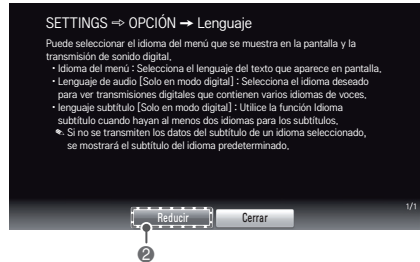 SETTINGS ⇨ OPCIÓN → Lenguaje
Puede seleccionar el idioma del menú que se muestra en la pantalla y la
transmisión de sonido digital.
• Idioma del menú : Selecciona el lenguaje del texto que aparece en pantalla.
• Lenguaje de audio [Solo en modo digital] : Selecciona el idioma deseado
para ver transmisiones digitales que contienen varios idiomas de voces.
• lenguaje subtítulo [Solo en modo digital] : Utilice la función Idioma
subtítulo cuando hayan al menos dos idiomas para los subtítulos.
Si no se transmiten los datos del subtítulo de un idioma seleccionado,
se mostrará el subtítulo del idioma predeterminado.
1/1
Reducir Cerrar
2